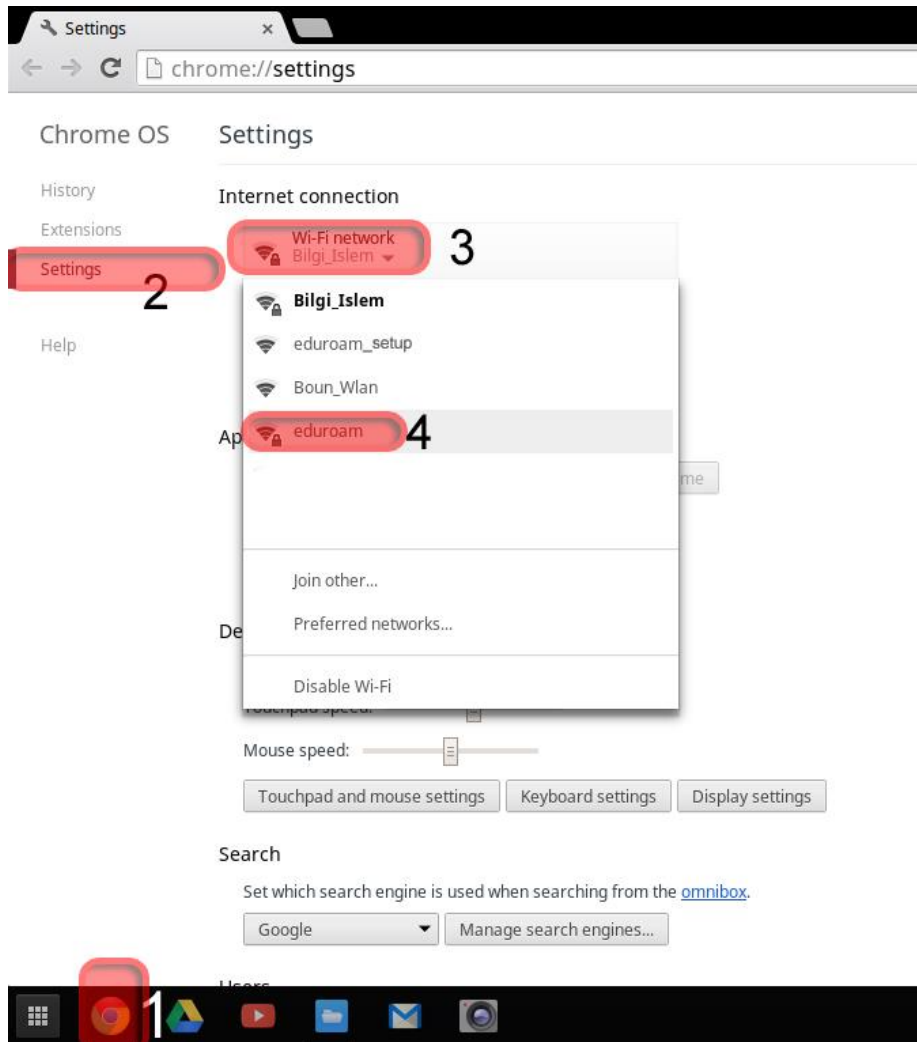 Settings
chrome://settings
Chrome OS
Settings
History
Extensions
Settings
2
Help
Internet connection
Wi-Fi network
Bilgi_Islem
3
Bilgi_Islem
eduroam_setup
Boun_Wlan
eduroam
4
Ap
me
Join other...
Preferred networks...
De
Disable Wi-Fi
Touchpad speed:
Mouse speed:
Touchpad and mouse settings Keyboard settings Display settings
Search
Set which search engine is used when searching from the omnibox.
Google Manage search engines...
Users
1